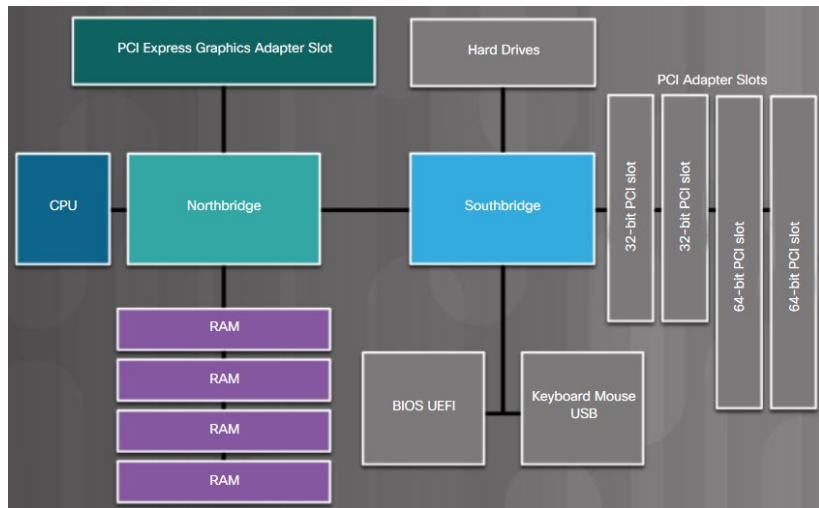 PCI Express Graphics Adapter Slot
Hard Drives
PCI Adapter Slots
CPU
Northbridge
Southbridge
32-bit PCI slot
32-bit PCI slot
64-bit PCI slot
64-bit PCI slot
RAM
RAM
RAM
RAM
BIOS UEFI
Keyboard Mouse
USB